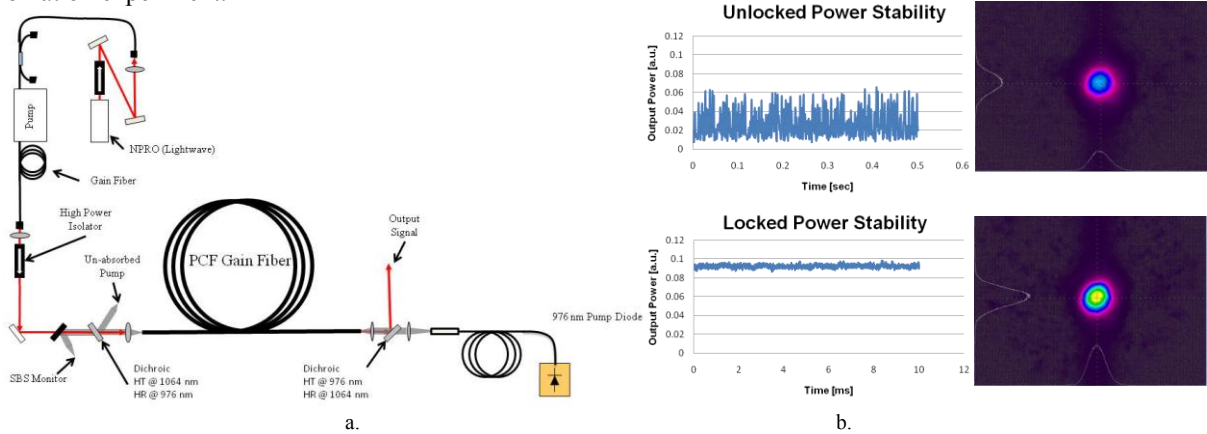 Pump
NPRO (Lightwave)
Gain Fiber
High Power
Isolator
Un-absorbed
Pump
PCF Gain Fiber
Output
Signal
976 nm Pump Diode
SBS Monitor
Dichroic
HT @ 1064 nm
HR @ 976 nm
Dichroic
HT @ 976 nm
HR @ 1064 nm
a.
Unlocked Power Stability
Output Power [a.u.]
0.12
0.1
0.08
0.06
0.04
0.02
0
0 0.1 0.2 0.3 0.4 0.5 0.6
Time [sec]
Locked Power Stability
Output Power [a.u.]
0.12
0.1
0.08
0.06
0.04
0.02
0
0 2 4 6 8 10 12
Time [ms]
b.